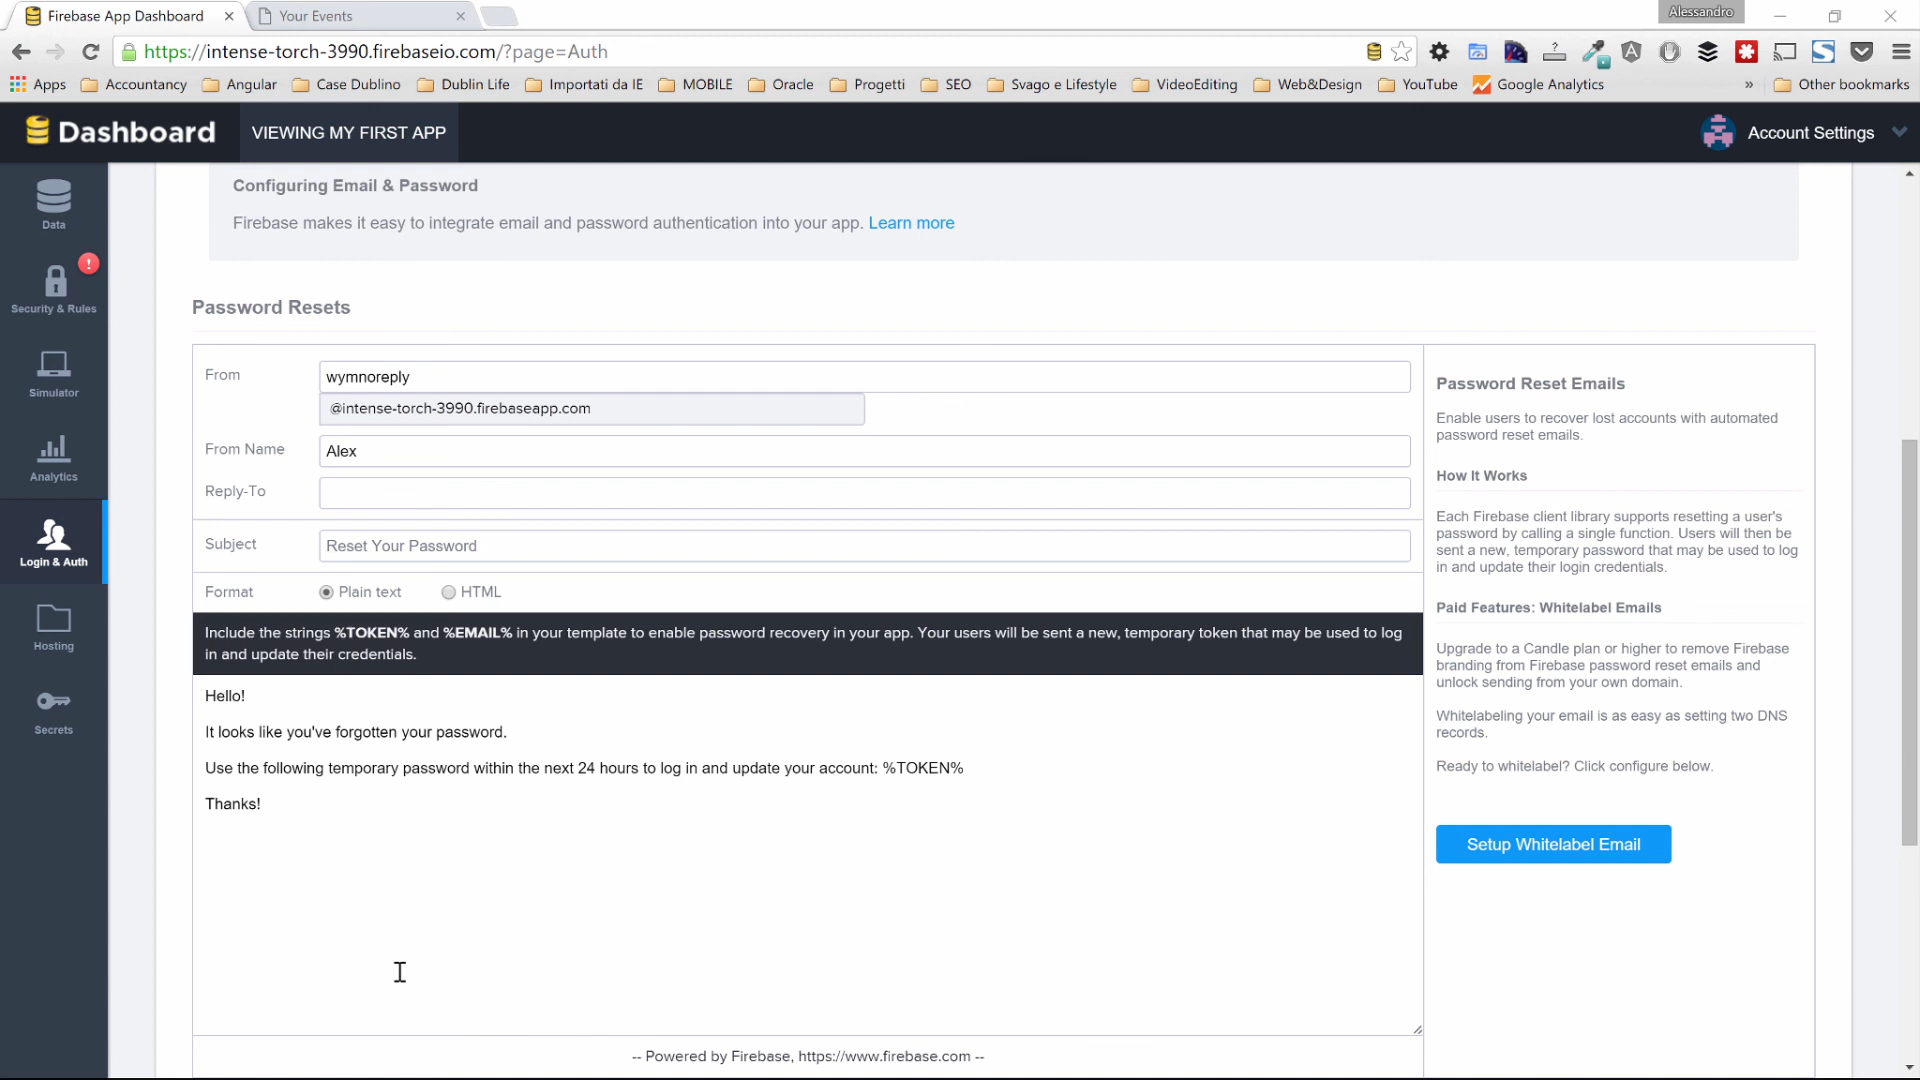 Firebase App Dashboard
Your Events
Alessandro
https://intense-torch-3990.firebaseio.com/?page=Auth
Apps Accountancy Angular Case Dublino Dublin Life Importati da IE MOBILE Oracle Progetti SEO Svago e Lifestyle VideoEditing Web&Design YouTube Google Analytics » Other bookmarks
Dashboard
VIEWING MY FIRST APP
Account Settings
Data
Security & Rules
Simulator
Analytics
Login & Auth
Hosting
Secrets
Configuring Email & Password
Firebase makes it easy to integrate email and password authentication into your app. Learn more
Password Resets
From
wymnoreply
@intense-torch-3990.firebaseapp.com
From Name
Alex
Reply-To
Subject
Reset Your Password
Format
Plain text
HTML
Include the strings %TOKEN% and %EMAIL% in your template to enable password recovery in your app. Your users will be sent a new, temporary token that may be used to log
in and update their credentials.
Hello!
It looks like you've forgotten your password.
Use the following temporary password within the next 24 hours to log in and update your account: %TOKEN%
Thanks!
-- Powered by Firebase, https://www.firebase.com --
Password Reset Emails
Enable users to recover lost accounts with automated
password reset emails.
How It Works
Each Firebase client library supports resetting a user's
password by calling a single function. Users will then be
sent a new, temporary password that may be used to log
in and update their login credentials.
Paid Features: Whitelabel Emails
Upgrade to a Candle plan or higher to remove Firebase
branding from Firebase password reset emails and
unlock sending from your own domain.
Whitelabeling your email is as easy as setting two DNS
records.
Ready to whitelabel? Click configure below.
Setup Whitelabel Email